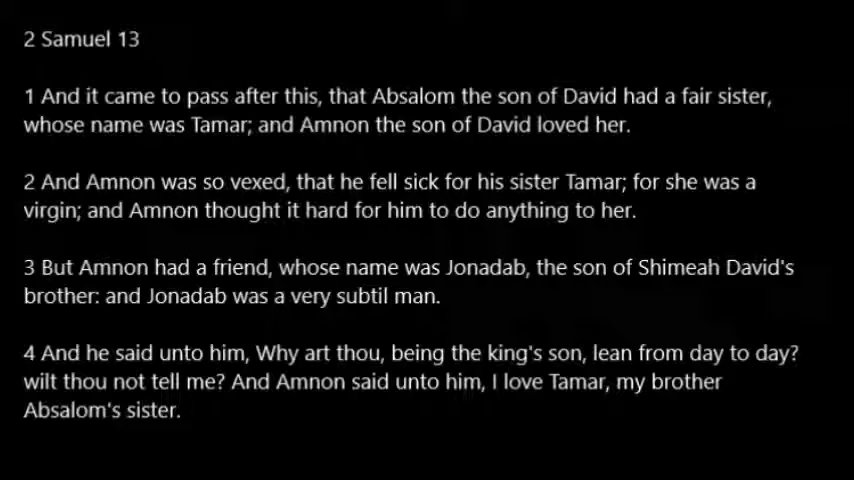 2 Samuel 13
1 And it came to pass after this, that Absalom the son of David had a fair sister,
whose name was Tamar; and Amnon the son of David loved her.
2 And Amnon was so vexed, that he fell sick for his sister Tamar; for she was a
virgin; and Amnon thought it hard for him to do anything to her.
3 But Amnon had a friend, whose name was Jonadab, the son of Shimeah David's
brother: and Jonadab was a very subtil man.
4 And he said unto him, Why art thou, being the king's son, lean from day to day?
wilt thou not tell me? And Amnon said unto him, I love Tamar, my brother
Absalom's sister.